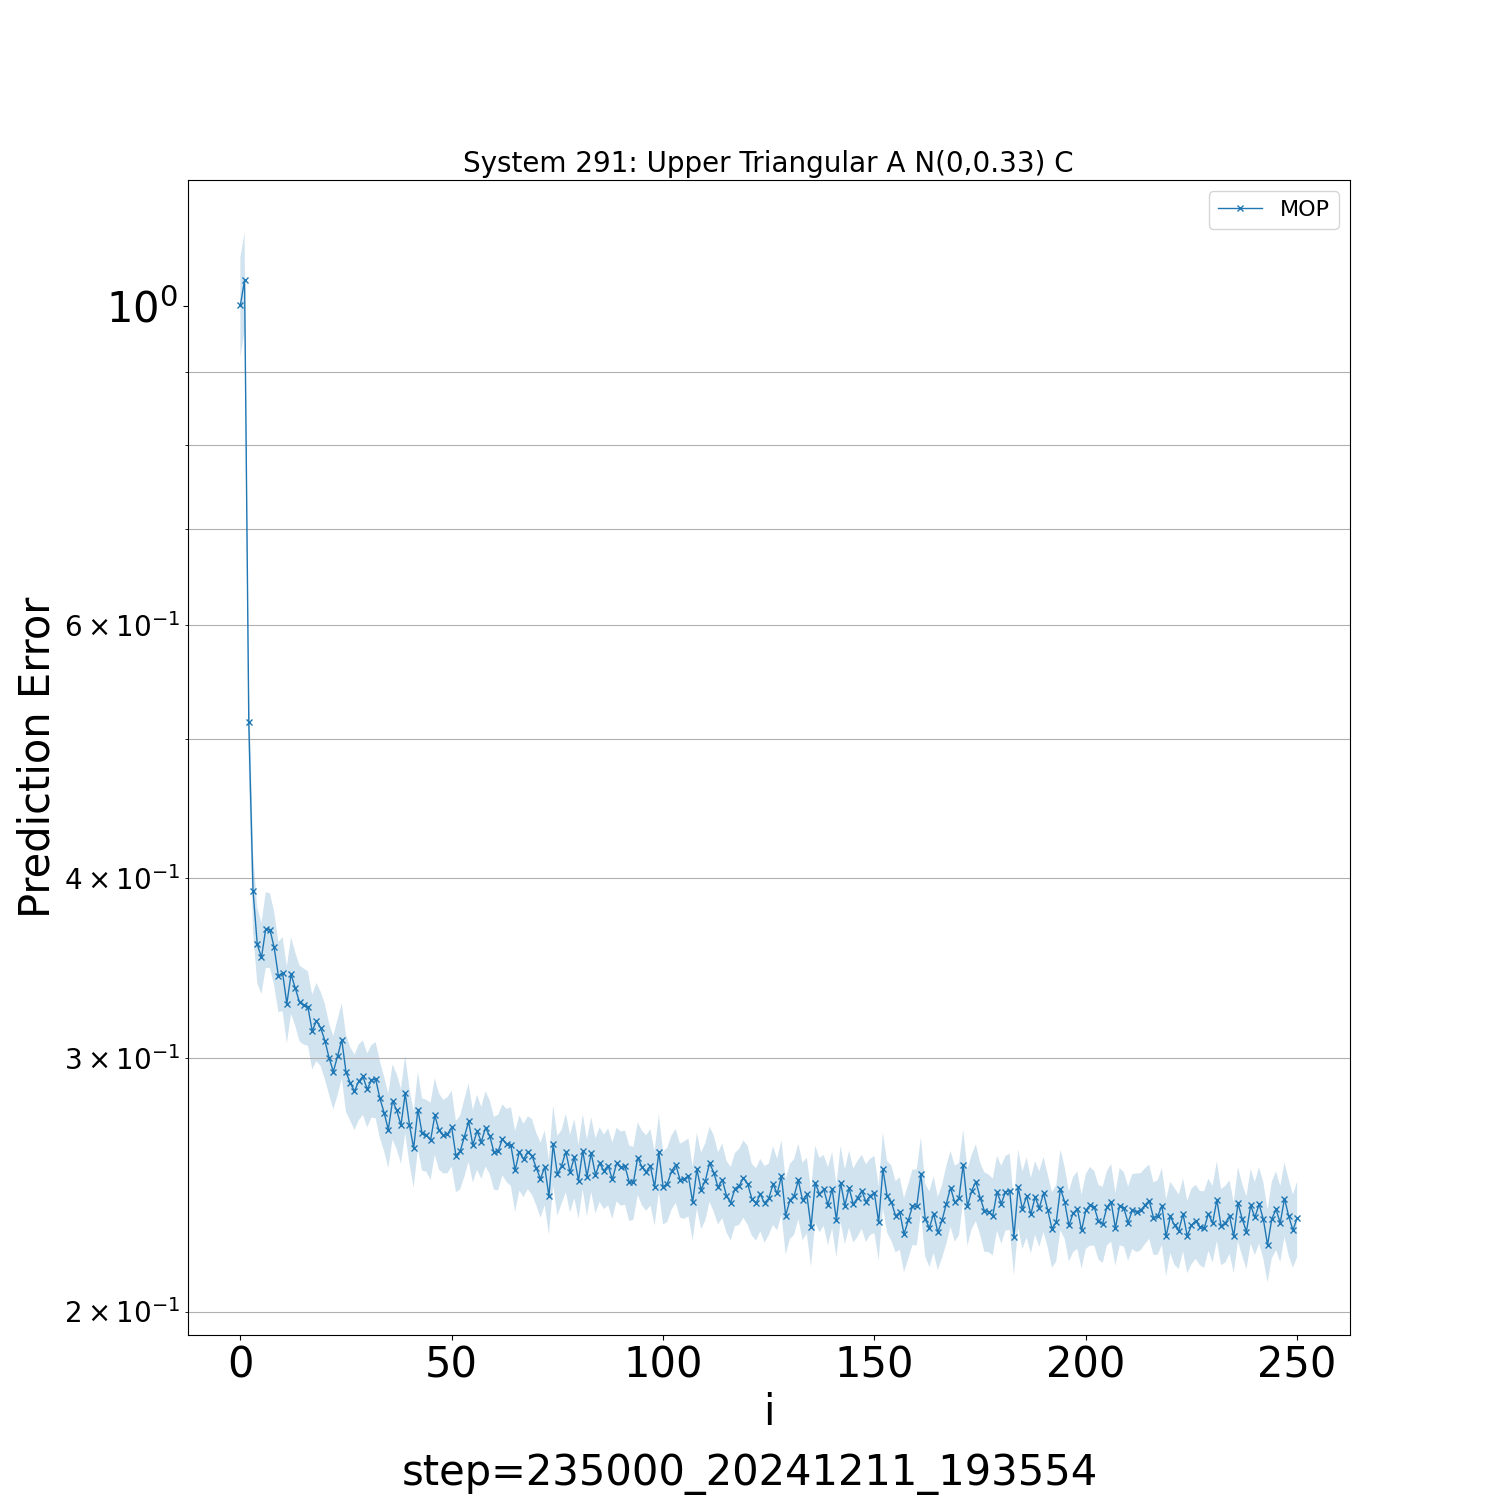 System 291: Upper Triangular A N(0,0.33) C
MOP
10⁰
6 × 10⁻¹
4 × 10⁻¹
3 × 10⁻¹
2 × 10⁻¹
Prediction Error
0 50 100 150 200 250
i
step=235000_20241211_193554